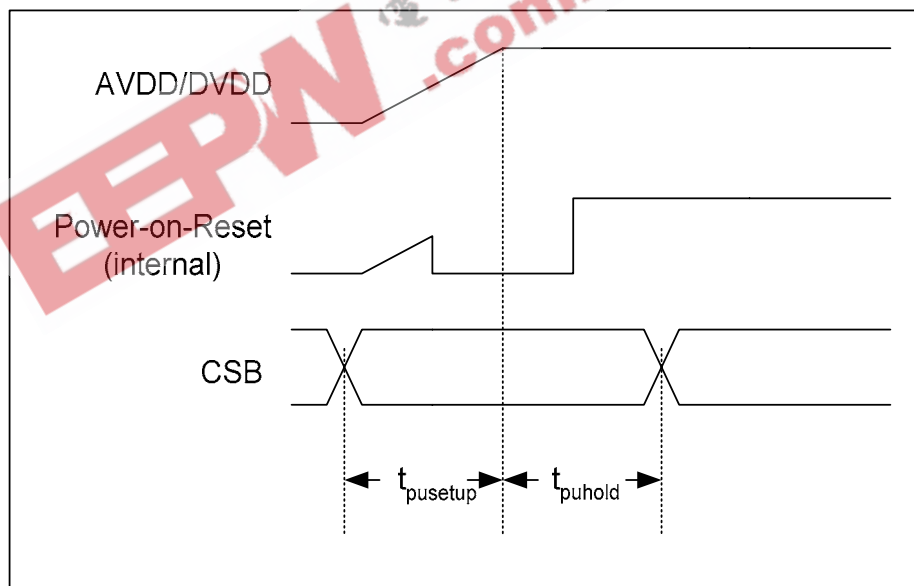 AVDD/DVDD
EEPW
.com
Power-on-Reset
(internal)
CSB
tpusetup
tpuhold